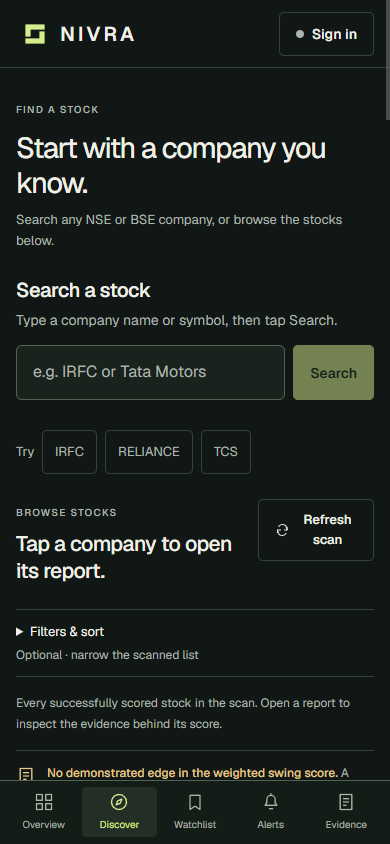 NIVRA
Sign in
FIND A STOCK
Start with a company you
know.
Search any NSE or BSE company, or browse the stocks
below.
Search a stock
Type a company name or symbol, then tap Search.
e.g. IRFC or Tata Motors
Search
Try
IRFC
RELIANCE
TCS
BROWSE STOCKS
Tap a company to open
its report.
Refresh
scan
Filters & sort
Optional · narrow the scanned list
Every successfully scored stock in the scan. Open a report to
inspect the evidence behind its score.
No demonstrated edge in the weighted swing score. A
Overview
Discover
Watchlist
Alerts
Evidence